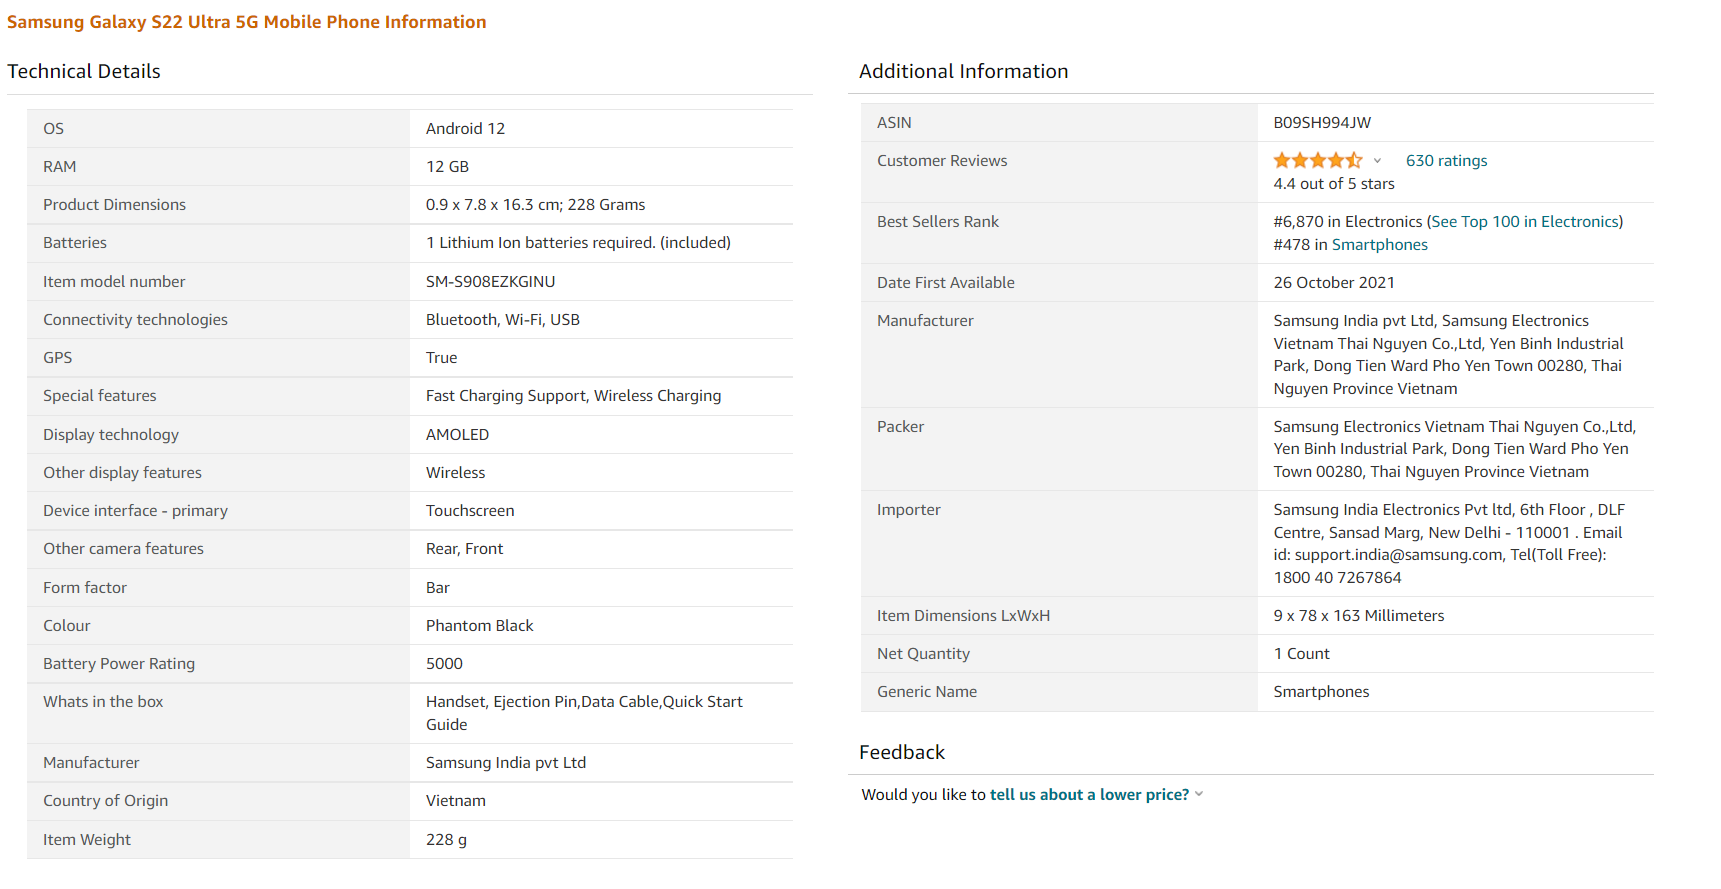 Samsung Galaxy S22 Ultra 5G Mobile Phone Information
Technical Details
OS Android 12
RAM 12 GB
Product Dimensions 0.9 x 7.8 x 16.3 cm; 228 Grams
Batteries 1 Lithium Ion batteries required. (included)
Item model number SM-S908EZKGINU
Connectivity technologies Bluetooth, Wi-Fi, USB
GPS True
Special features Fast Charging Support, Wireless Charging
Display technology AMOLED
Other display features Wireless
Device interface - primary Touchscreen
Other camera features Rear, Front
Form factor Bar
Colour Phantom Black
Battery Power Rating 5000
Whats in the box Handset, Ejection Pin,Data Cable,Quick Start
Guide
Manufacturer Samsung India pvt Ltd
Country of Origin Vietnam
Item Weight 228 g
Additional Information
ASIN B09SH994JW
Customer Reviews 630 ratings
4.4 out of 5 stars
Best Sellers Rank #6,870 in Electronics (See Top 100 in Electronics)
#478 in Smartphones
Date First Available 26 October 2021
Manufacturer Samsung India pvt Ltd, Samsung Electronics
Vietnam Thai Nguyen Co.,Ltd, Yen Binh Industrial
Park, Dong Tien Ward Pho Yen Town 00280, Thai
Nguyen Province Vietnam
Packer Samsung Electronics Vietnam Thai Nguyen Co.,Ltd,
Yen Binh Industrial Park, Dong Tien Ward Pho Yen
Town 00280, Thai Nguyen Province Vietnam
Importer Samsung India Electronics Pvt ltd, 6th Floor , DLF
Centre, Sansad Marg, New Delhi - 110001 . Email
id: support.india@samsung.com, Tel(Toll Free):
1800 40 7267864
Item Dimensions LxWxH 9 x 78 x 163 Millimeters
Net Quantity 1 Count
Generic Name Smartphones
Feedback
Would you like to tell us about a lower price?